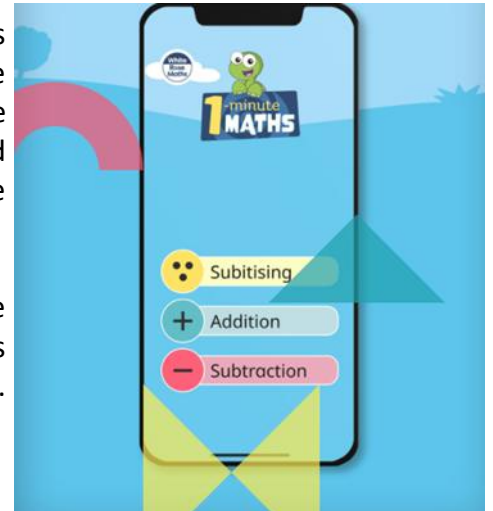 White
Rose
Maths
1-minute
MATHS
Subitising
Addition
Subtraction